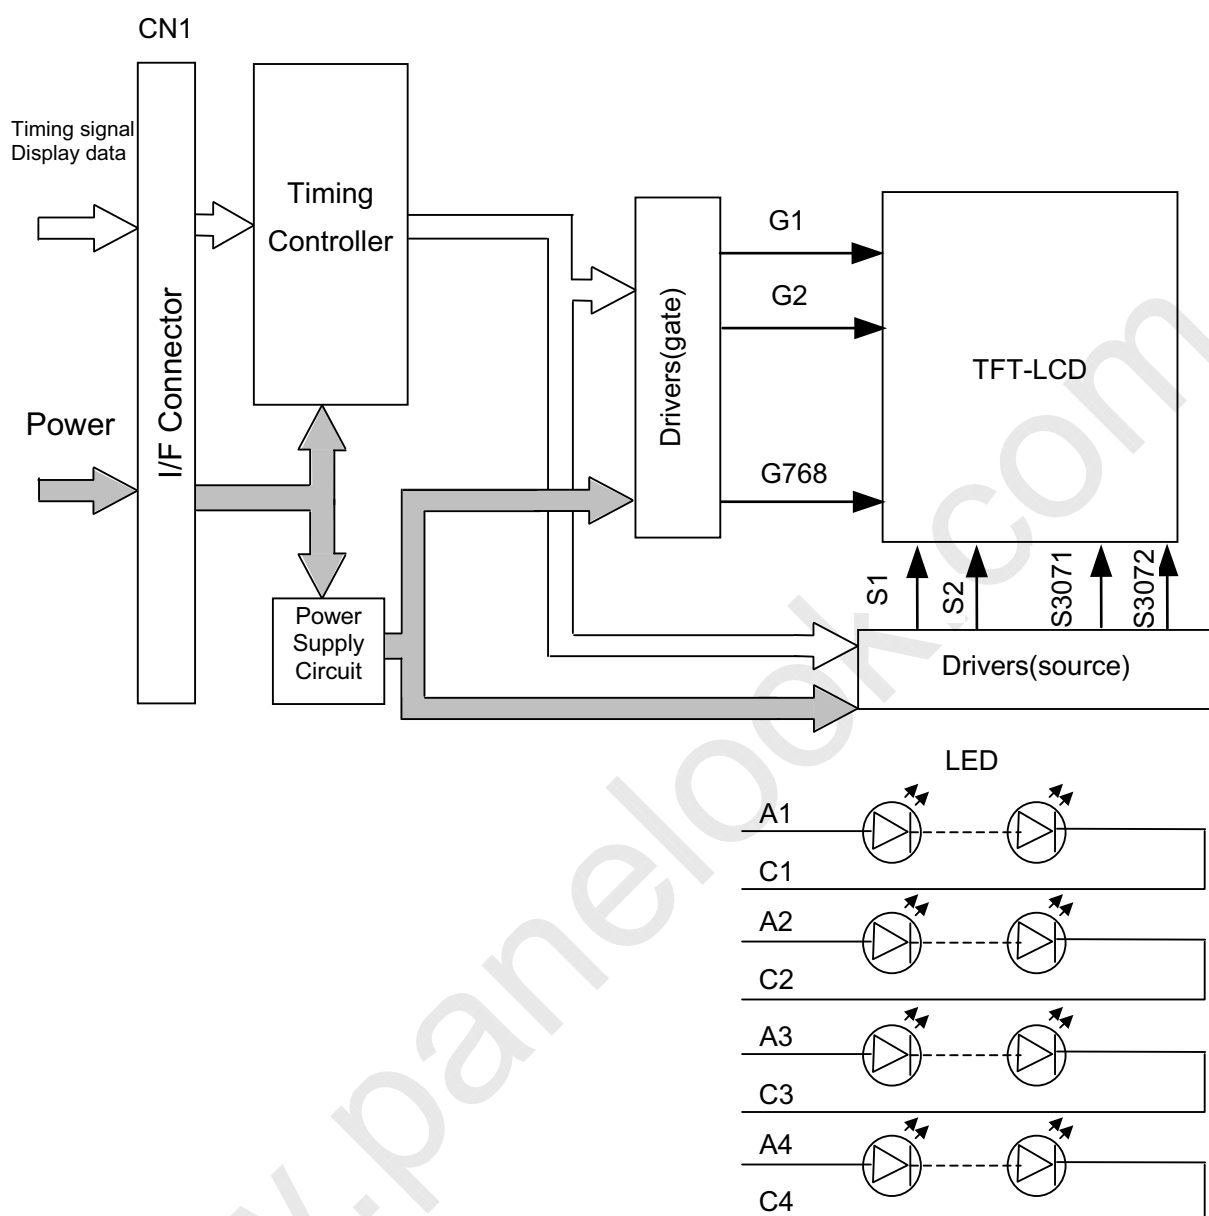 CN1
Timing signal
Display data
Power
I/F Connector
Timing
Controller
Power
Supply
Circuit
Drivers(gate)
G1
G2
G768
TFT-LCD
S1
S2
S3071
S3072
Drivers(source)
LED
A1
C1
A2
C2
A3
C3
A4
C4
.panelook.com